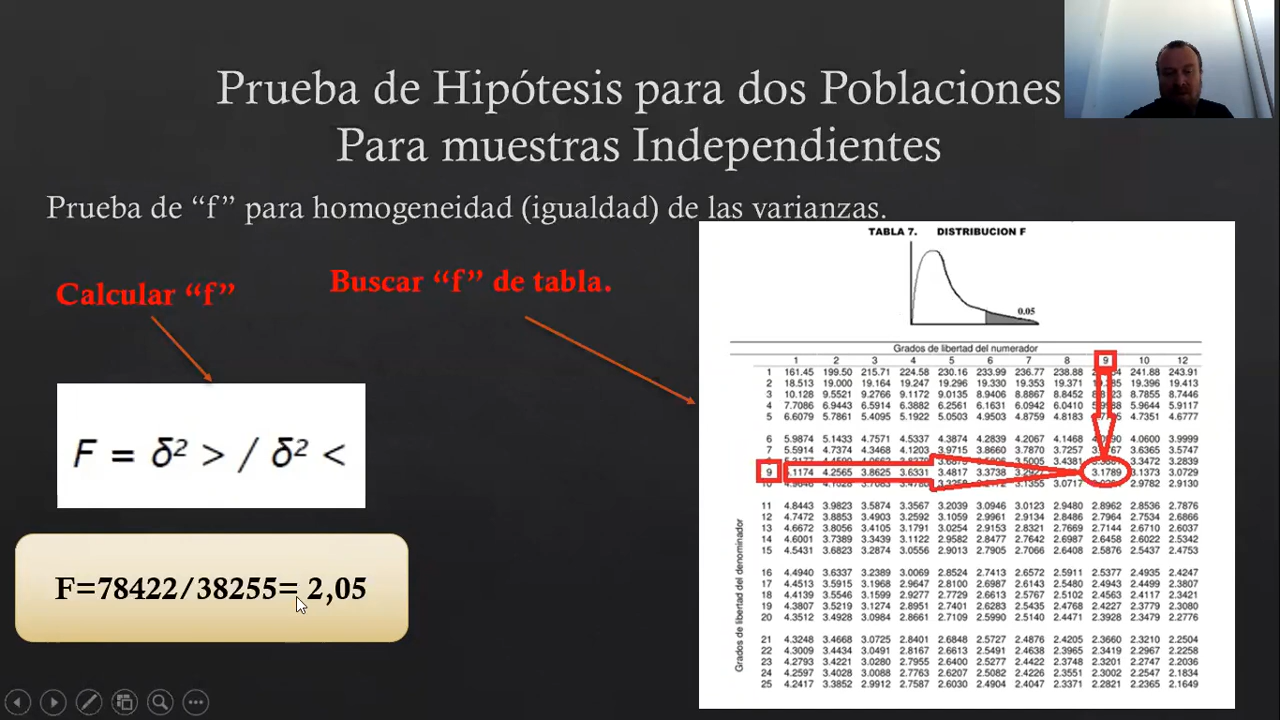 Prueba de Hipótesis para dos Poblaciones
Para muestras Independientes
Prueba de “f” para homogeneidad (igualdad) de las varianzas.
Calcular “f”
Buscar “f” de tabla.
F = δ² > / δ² <
F=78422/38255= 2,05
TABLA 7. DISTRIBUCION F
0.05
Grados de libertad del numerador
Grados de libertad del denominador
1 2 3 4 5 6 7 8 9 10 12
1 161.45 199.50 215.71 224.58 230.16 233.99 236.77 238.88 241.88 243.91
2 18.513 19.000 19.164 19.247 19.296 19.330 19.353 19.371 19.396 19.413
3 10.128 9.5521 9.2766 9.1172 9.0135 8.9406 8.8867 8.8452 8.7855 8.7446
4 7.7086 6.9443 6.5914 6.3882 6.2561 6.1631 6.0942 6.0410 5.9644 5.9117
5 6.6079 5.7861 5.4095 5.1922 5.0503 4.9503 4.8759 4.8183 4.7351 4.6777
6 5.9874 5.1433 4.7571 4.5337 4.3874 4.2839 4.2067 4.1468 4.0600 3.9999
7 5.5914 4.7374 4.3468 4.1203 3.9715 3.8660 3.7870 3.7257 3.6365 3.5747
3.5005 3.4381 3.3472 3.2839
9 4.2565 3.8625 3.6331 3.4817 3.3738 3.1789 3.1373 3.0729
3.1355 3.0717 2.9782 2.9130
11 4.8443 3.9823 3.5874 3.3567 3.2039 3.0946 3.0123 2.9480 2.8962 2.8536 2.7876
12 4.7472 3.8853 3.4903 3.2592 3.1059 2.9961 2.9134 2.8486 2.7964 2.7534 2.6866
13 4.6672 3.8056 3.4105 3.1791 3.0254 2.9153 2.8321 2.7669 2.7144 2.6710 2.6037
14 4.6001 3.7389 3.3439 3.1122 2.9582 2.8477 2.7642 2.6987 2.6458 2.6022 2.5342
15 4.5431 3.6823 3.2874 3.0556 2.9013 2.7905 2.7066 2.6408 2.5876 2.5437 2.4753
16 4.4940 3.6337 3.2389 3.0069 2.8524 2.7413 2.6572 2.5911 2.5377 2.4935 2.4247
17 4.4513 3.5915 3.1968 2.9647 2.8100 2.6987 2.6143 2.5480 2.4943 2.4499 2.3807
18 4.4139 3.5546 3.1599 2.9277 2.7729 2.6613 2.5767 2.5102 2.4563 2.4117 2.3421
19 4.3807 3.5219 3.1274 2.8951 2.7401 2.6283 2.5435 2.4768 2.4227 2.3779 2.3080
20 4.3512 3.4928 3.0984 2.8661 2.7109 2.5990 2.5140 2.4471 2.3928 2.3479 2.2776
21 4.3248 3.4668 3.0725 2.8401 2.6848 2.5727 2.4876 2.4205 2.3660 2.3210 2.2504
22 4.3009 3.4434 3.0491 2.8167 2.6613 2.5491 2.4638 2.3965 2.3419 2.2967 2.2258
23 4.2793 3.4221 3.0280 2.7955 2.6400 2.5277 2.4422 2.3748 2.3201 2.2747 2.2036
24 4.2597 3.4028 3.0088 2.7763 2.6207 2.5082 2.4226 2.3551 2.3002 2.2547 2.1834
25 4.2417 3.3852 2.9912 2.7587 2.6030 2.4904 2.4047 2.3371 2.2821 2.2365 2.1649